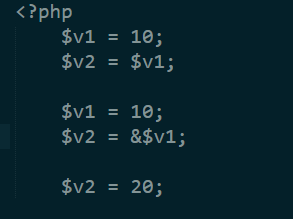 <?php
$v1 = 10;
$v2 = $v1;
$v1 = 10;
$v2 = &$v1;
$v2 = 20;